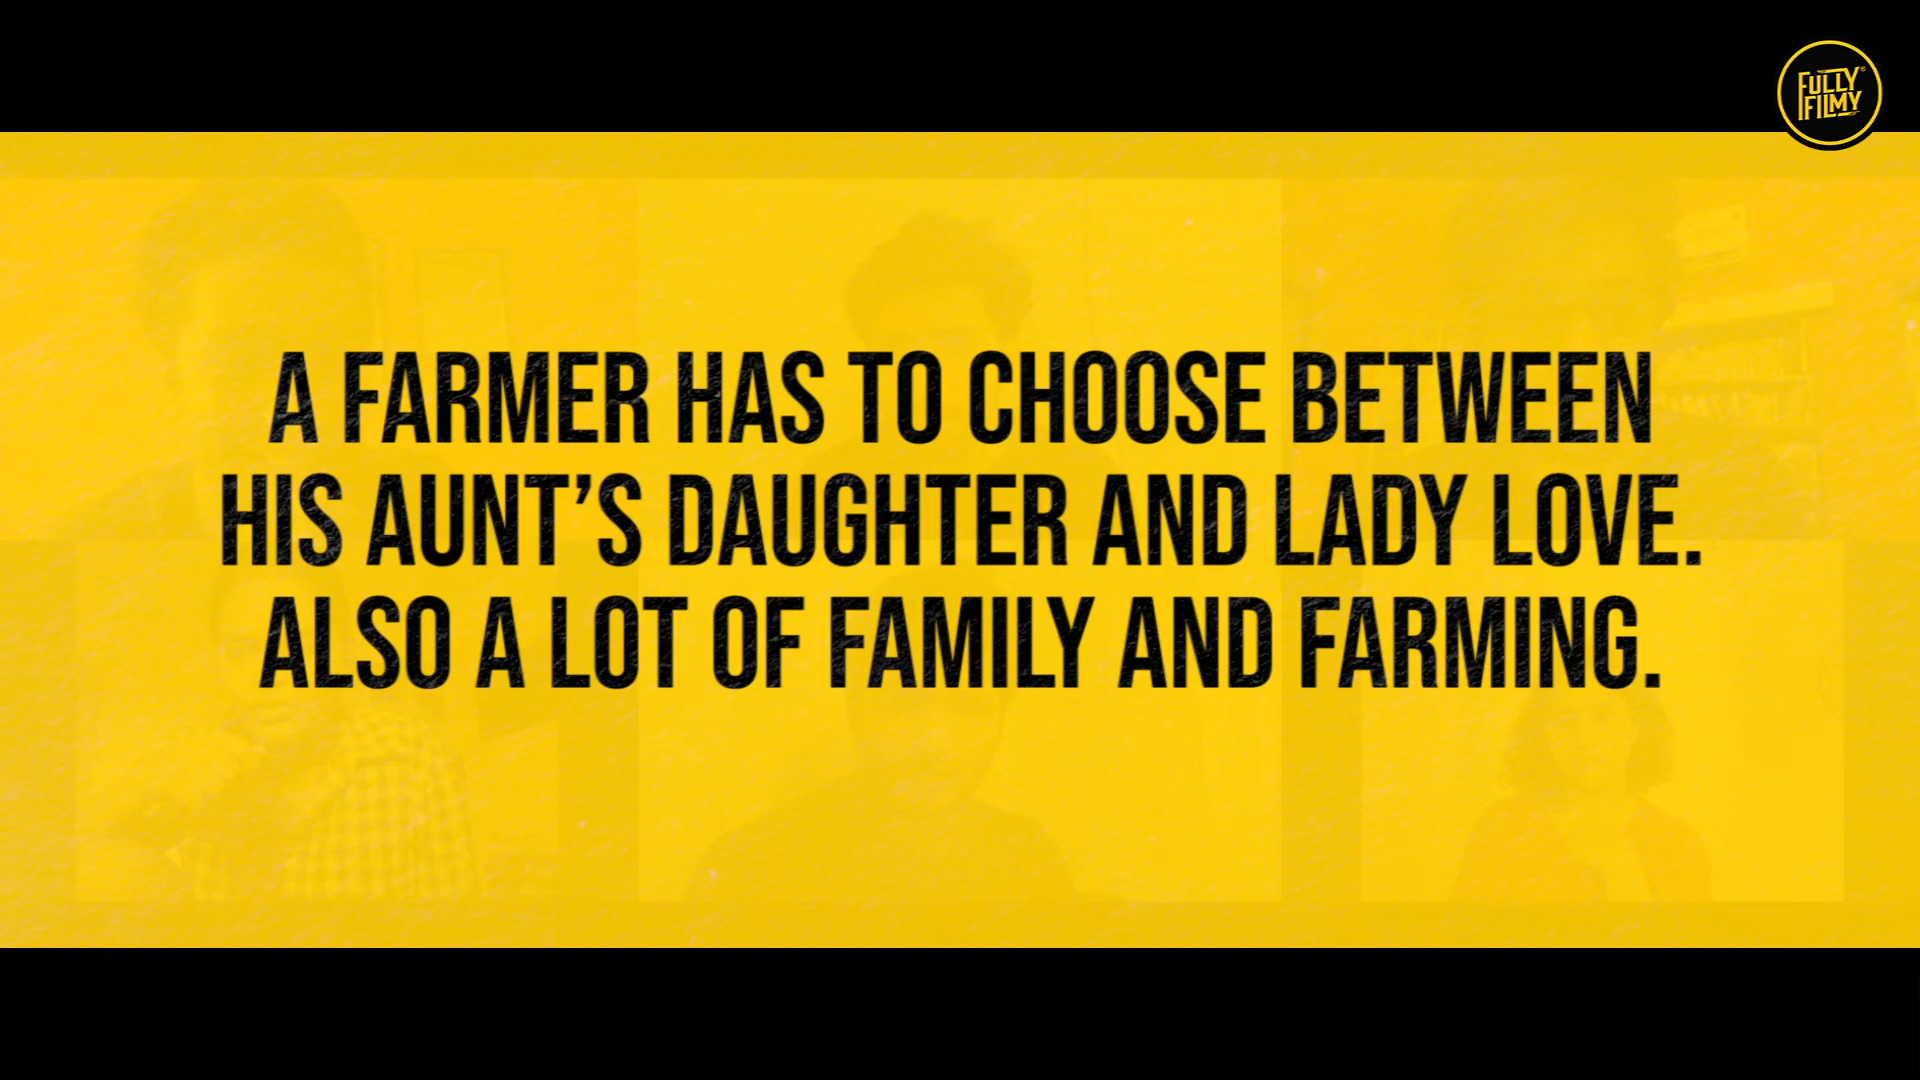 FULLY
FILMY
A FARMER HAS TO CHOOSE BETWEEN
HIS AUNT’S DAUGHTER AND LADY LOVE.
ALSO A LOT OF FAMILY AND FARMING.